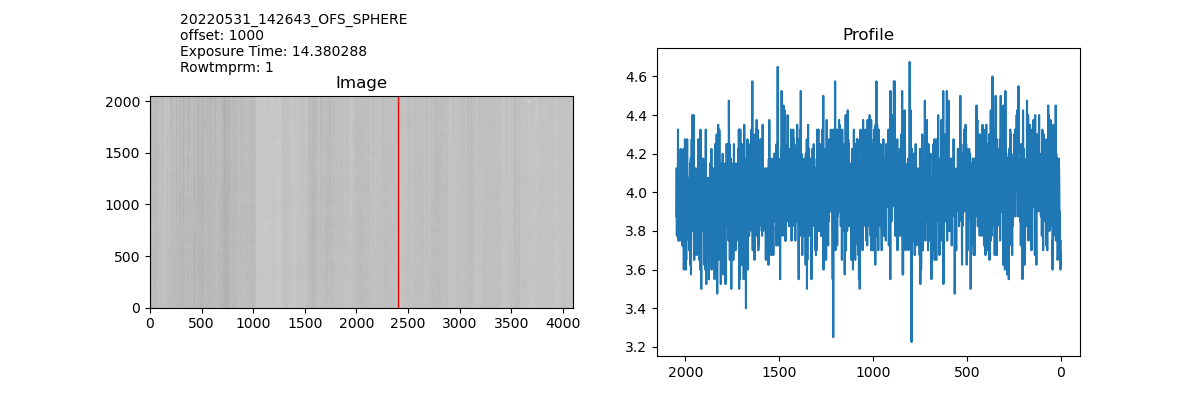 20220531_142643_OFS_SPHERE
offset: 1000
Exposure Time: 14.380288
Rowtmprm: 1
Image
2000
1500
1000
500
0
0 500 1000 1500 2000 2500 3000 3500 4000
Profile
4.6
4.4
4.2
4.0
3.8
3.6
3.4
3.2
2000 1500 1000 500 0